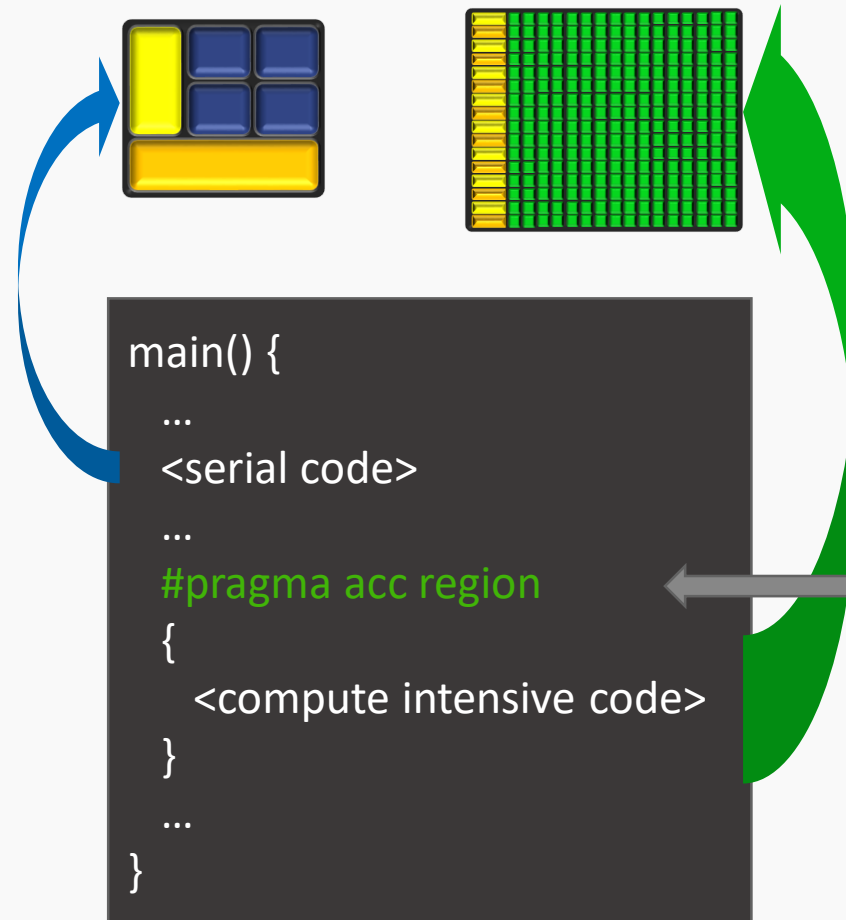 main() {
...
<serial code>
...
#pragma acc region
{
<compute intensive code>
}
...
}